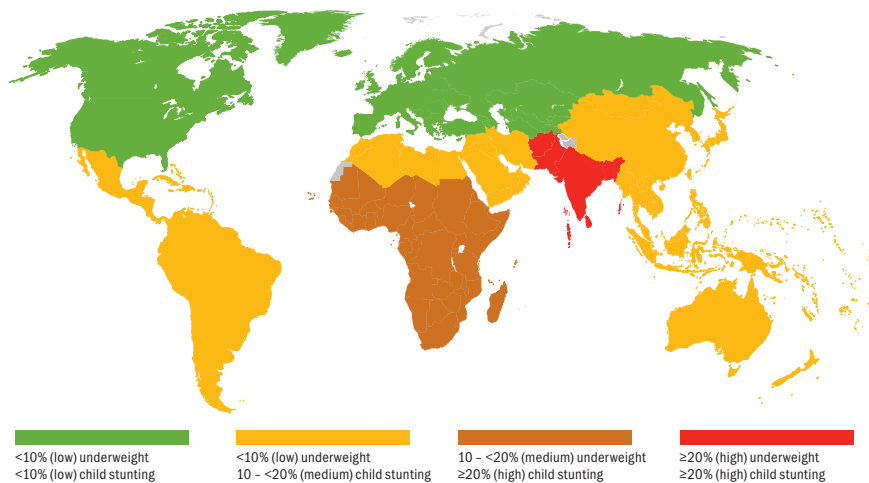 <10% (low) underweight
<10% (low) child stunting
<10% (low) underweight
10 – <20% (medium) child stunting
10 – <20% (medium) underweight
≥20% (high) child stunting
≥20% (high) underweight
≥20% (high) child stunting